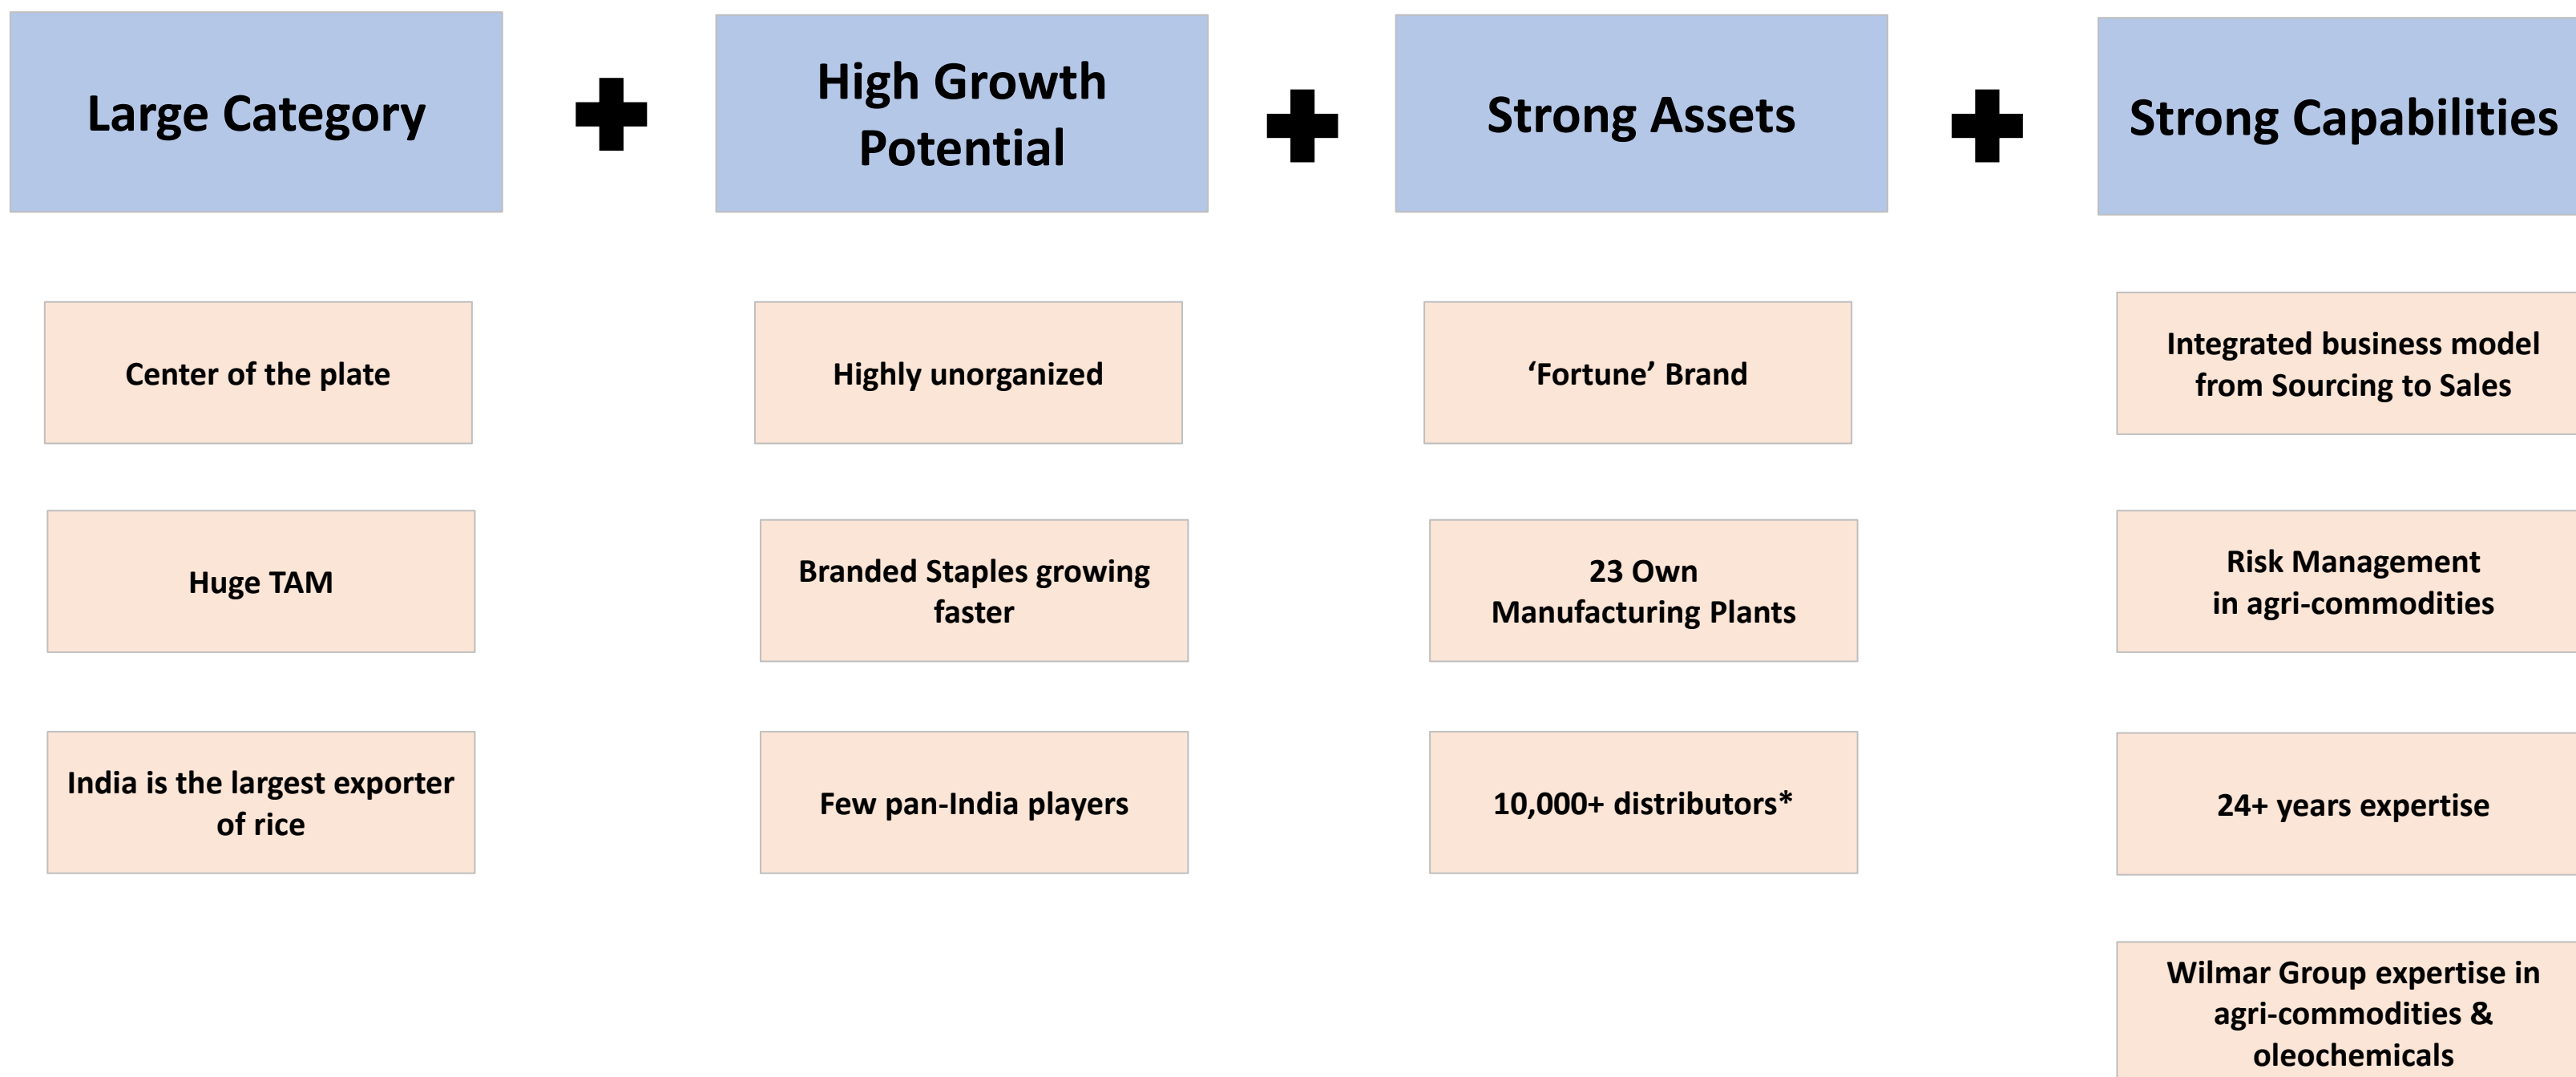 Large Category
High Growth
Potential
Strong Assets
Strong Capabilities
Center of the plate
Huge TAM
India is the largest exporter
of rice
Highly unorganized
Branded Staples growing
faster
Few pan-India players
‘Fortune’ Brand
23 Own
Manufacturing Plants
10,000+ distributors*
Integrated business model
from Sourcing to Sales
Risk Management
in agri-commodities
24+ years expertise
Wilmar Group expertise in
agri-commodities &
oleochemicals